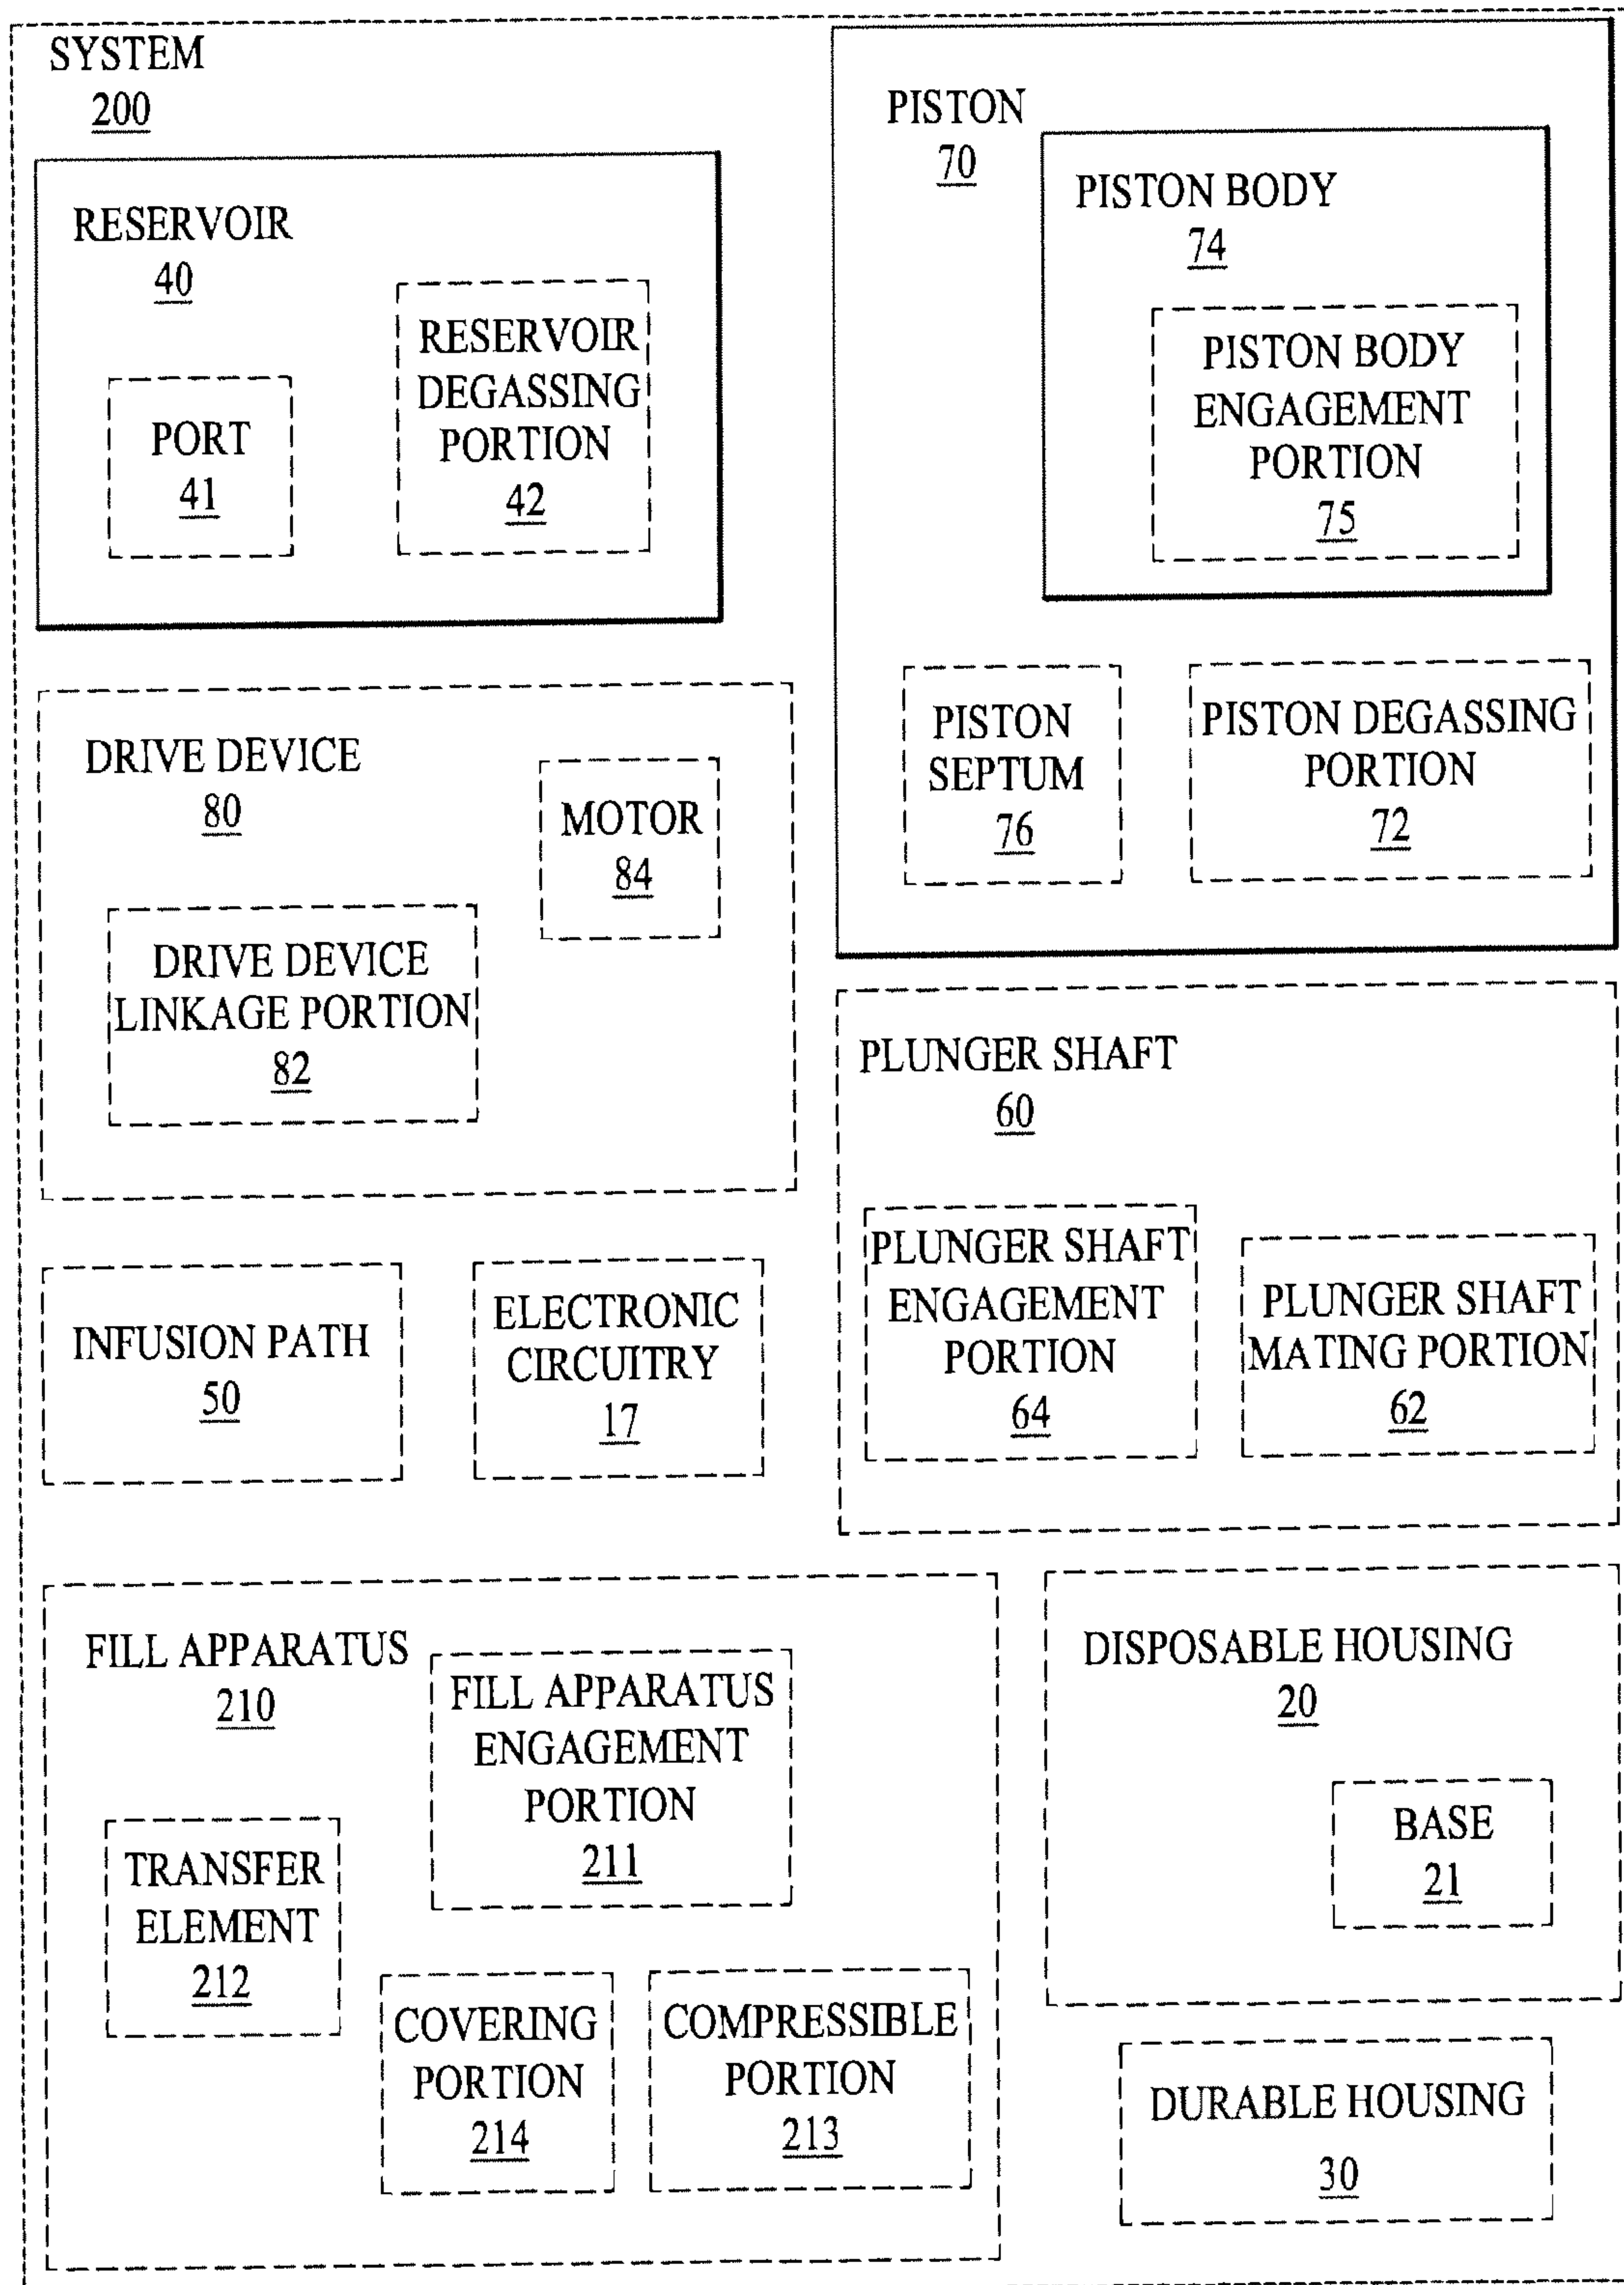 SYSTEM
200
RESERVOIR
40
PORT
41
RESERVOIR
DEGASSING
PORTION
42
PISTON
70
PISTON BODY
74
PISTON BODY
ENGAGEMENT
PORTION
75
PISTON
SEPTUM
76
PISTON DEGASSING
PORTION
72
DRIVE DEVICE
80
MOTOR
84
DRIVE DEVICE
LINKAGE PORTION
82
PLUNGER SHAFT
60
PLUNGER SHAFT
ENGAGEMENT
PORTION
64
PLUNGER SHAFT
MATING PORTION
62
INFUSION PATH
50
ELECTRONIC
CIRCUITRY
17
FILL APPARATUS
210
FILL APPARATUS
ENGAGEMENT
PORTION
211
TRANSFER
ELEMENT
212
COVERING
PORTION
214
COMPRESSIBLE
PORTION
213
DISPOSABLE HOUSING
20
BASE
21
DURABLE HOUSING
30